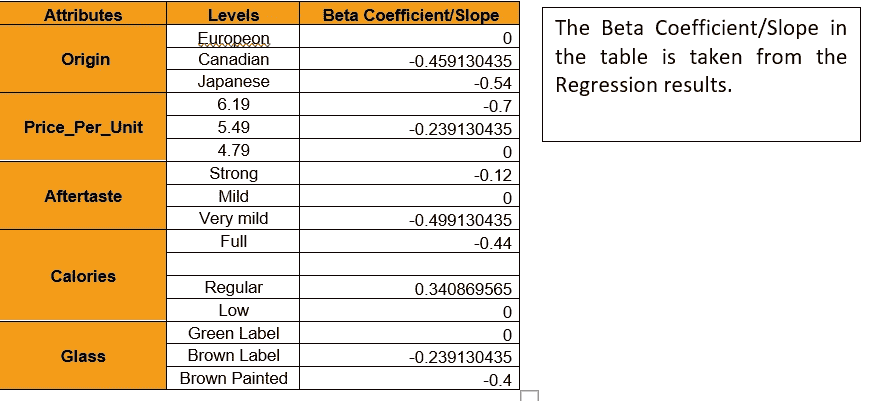 Attributes Levels Beta Coefficient/Slope
Origin
Europeon 0
Canadian -0.459130435
Japanese -0.54
Price_Per_Unit
6.19 -0.7
5.49 -0.239130435
4.79 0
Aftertaste
Strong -0.12
Mild 0
Very mild -0.499130435
Calories
Full -0.44
Regular 0.340869565
Low 0
Glass
Green Label 0
Brown Label -0.239130435
Brown Painted -0.4
The Beta Coefficient/Slope in
the table is taken from the
Regression results.